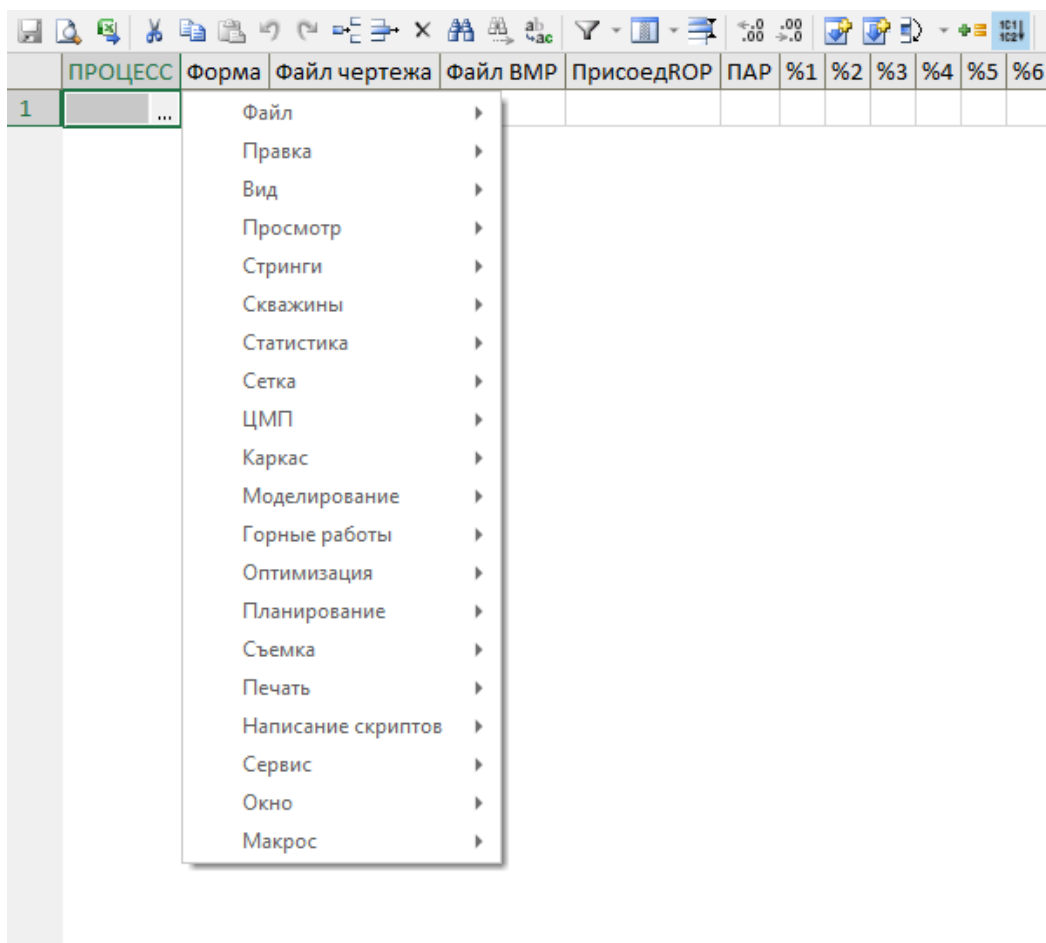 ПРОЦЕСС Форма Файл чертежа Файл BMP ПрисоедROP ПАР %1 %2 %3 %4 %5 %6
1 ...
Файл
Правка
Вид
Просмотр
Стринги
Скважины
Статистика
Сетка
ЦМП
Каркас
Моделирование
Горные работы
Оптимизация
Планирование
Съемка
Печать
Написание скриптов
Сервис
Окно
Макрос